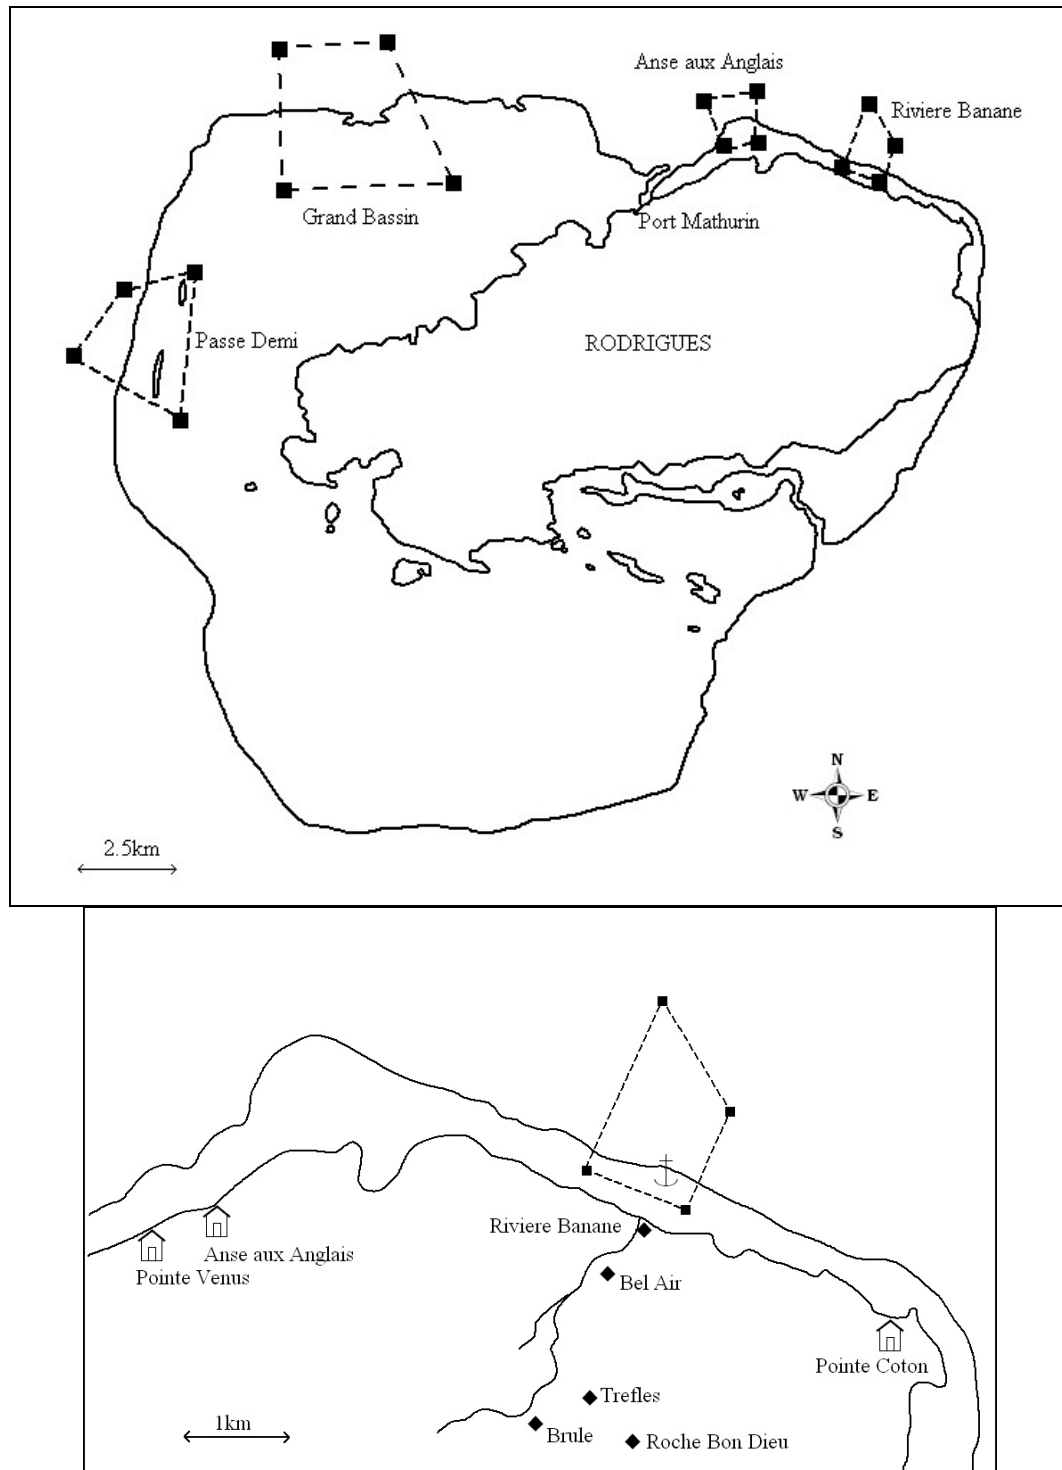 Anse aux Anglais
Riviere Banane
Grand Bassin
Port Mathurin
Passe Demi
RODRIGUES
N
W
E
S
2.5km
Riviere Banane
Anse aux Anglais
Pointe Venus
Bel Air
Pointe Coton
Trefles
1km
Brule
Roche Bon Dieu